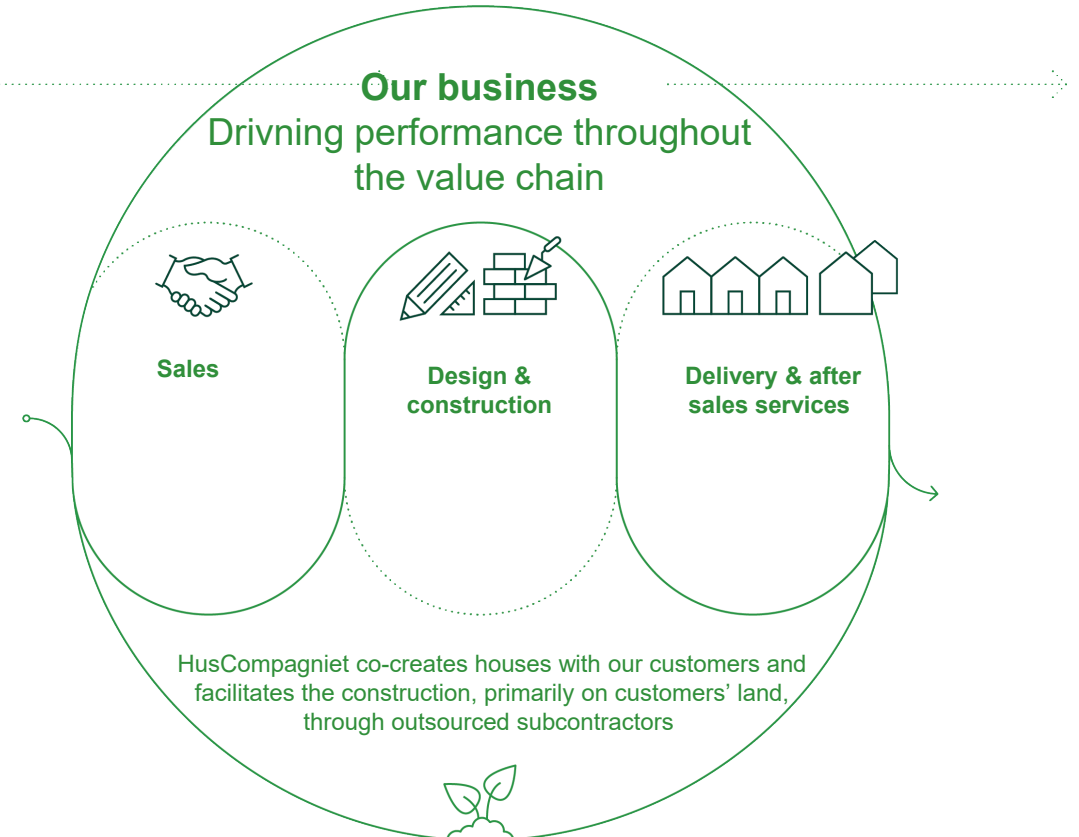 Our business
Drivning performance throughout
the value chain
Sales
Design &
construction
Delivery & after
sales services
HusCompagniet co-creates houses with our customers and
facilitates the construction, primarily on customers’ land,
through outsourced subcontractors